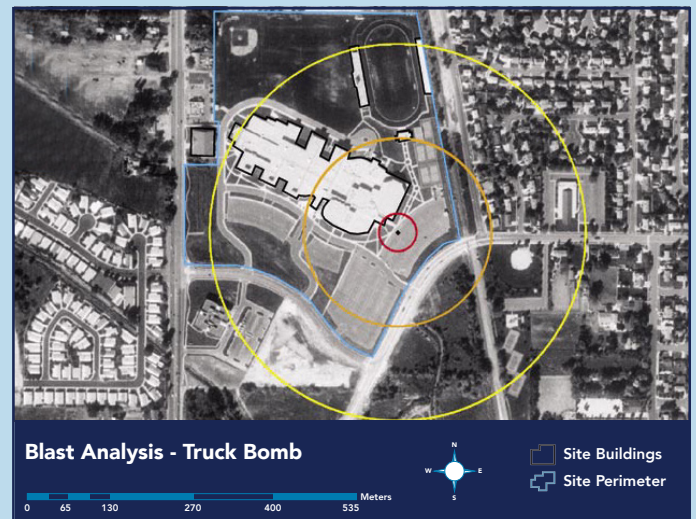 Blast Analysis - Truck Bomb
N
W E
S
Site Buildings
Site Perimeter
Meters
0 65 130 270 400 535